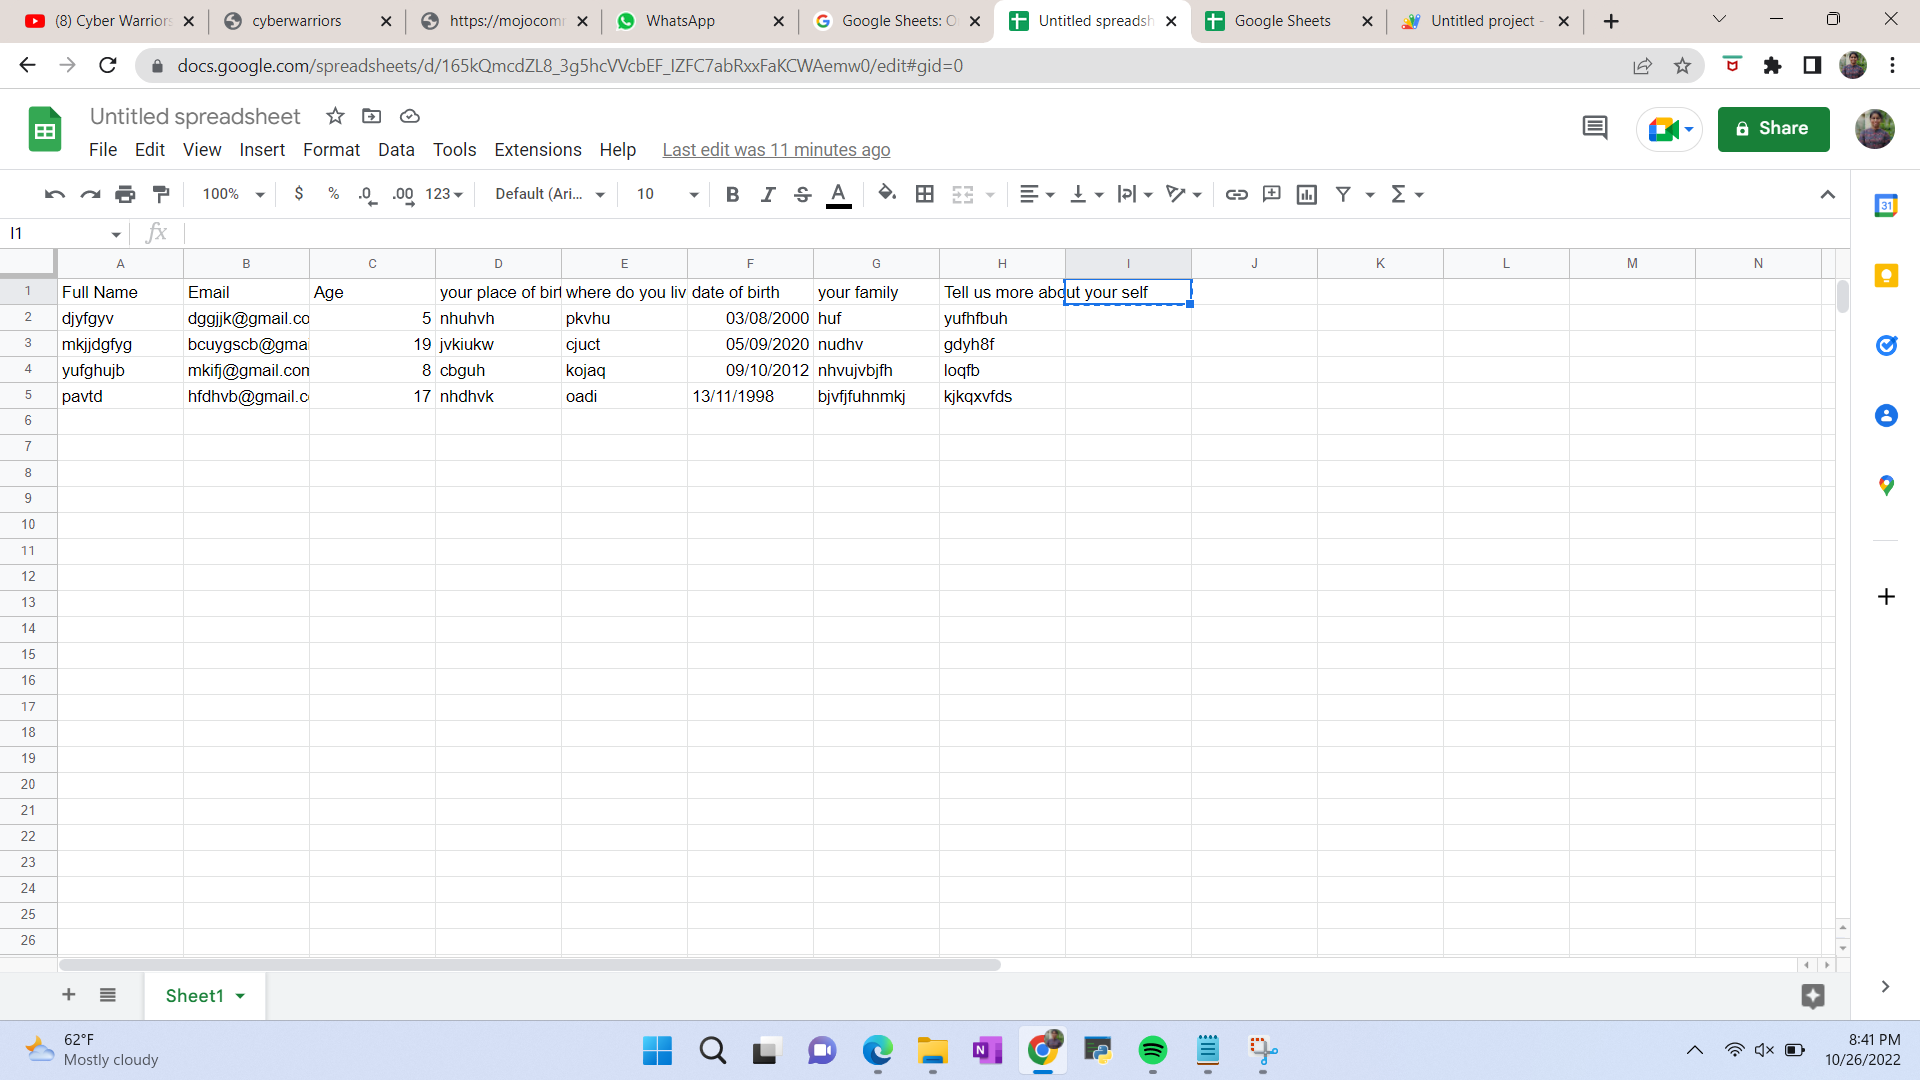 (8) Cyber Warriors
cyberwarriors
https://mojocom
WhatsApp
Google Sheets: O
Untitled spreadsh
Google Sheets
Untitled project -
docs.google.com/spreadsheets/d/165kQmcdZL8_3g5hcVVcbEF_IZFC7abRxxFaKCWAemw0/edit#gid=0
Untitled spreadsheet
File Edit View Insert Format Data Tools Extensions Help Last edit was 11 minutes ago
Share
100% $ % .0 .00 123 Default (Ari... 10 B I S A
31
I1 fx
A B C D E F G H I J K L M N
1 Full Name Email Age your place of birt where do you liv date of birth your family Tell us more about your self
2 djyfgyv dggjjk@gmail.co 5 nhuhvh pkvhu 03/08/2000 huf yufhfbuh
3 mkjjdgfyg bcuygscb@gmai 19 jvkiukw cjuct 05/09/2020 nudhv gdyh8f
4 yufghujb mkifj@gmail.com 8 cbguh kojaq 09/10/2012 nhvujvbjfh loqfb
5 pavtd hfdhvb@gmail.c 17 nhdhvk oadi 13/11/1998 bjvfjfuhnmkj kjkqxvfds
6
7
8
9
10
11
12
13
14
15
16
17
18
19
20
21
22
23
24
25
26
Sheet1
62°F
Mostly cloudy
8:41 PM
10/26/2022